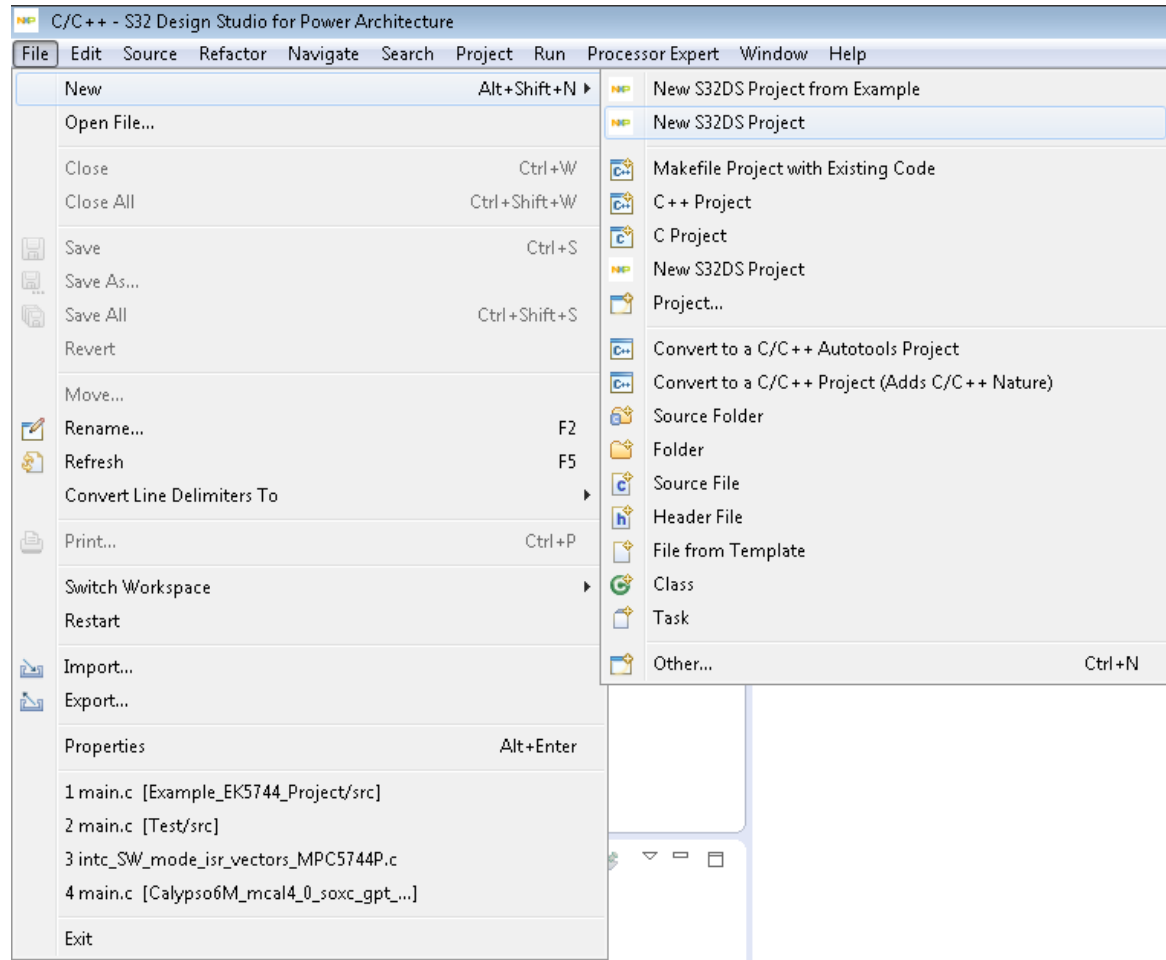 C/C++ - S32 Design Studio for Power Architecture
File Edit Source Refactor Navigate Search Project Run Processor Expert Window Help
New Alt+Shift+N
Open File...
Close Ctrl+W
Close All Ctrl+Shift+W
Save Ctrl+S
Save As...
Save All Ctrl+Shift+S
Revert
Move...
Rename... F2
Refresh F5
Convert Line Delimiters To
Print... Ctrl+P
Switch Workspace
Restart
Import...
Export...
Properties Alt+Enter
1 main.c [Example_EK5744_Project/src]
2 main.c [Test/src]
3 intc_SW_mode_isr_vectors_MPC5744P.c
4 main.c [Calypso6M_mcal4_0_soxc_gpt_...]
Exit
New S32DS Project from Example
New S32DS Project
Makefile Project with Existing Code
C++ Project
C Project
New S32DS Project
Project...
Convert to a C/C++ Autotools Project
Convert to a C/C++ Project (Adds C/C++ Nature)
Source Folder
Folder
Source File
Header File
File from Template
Class
Task
Other... Ctrl+N